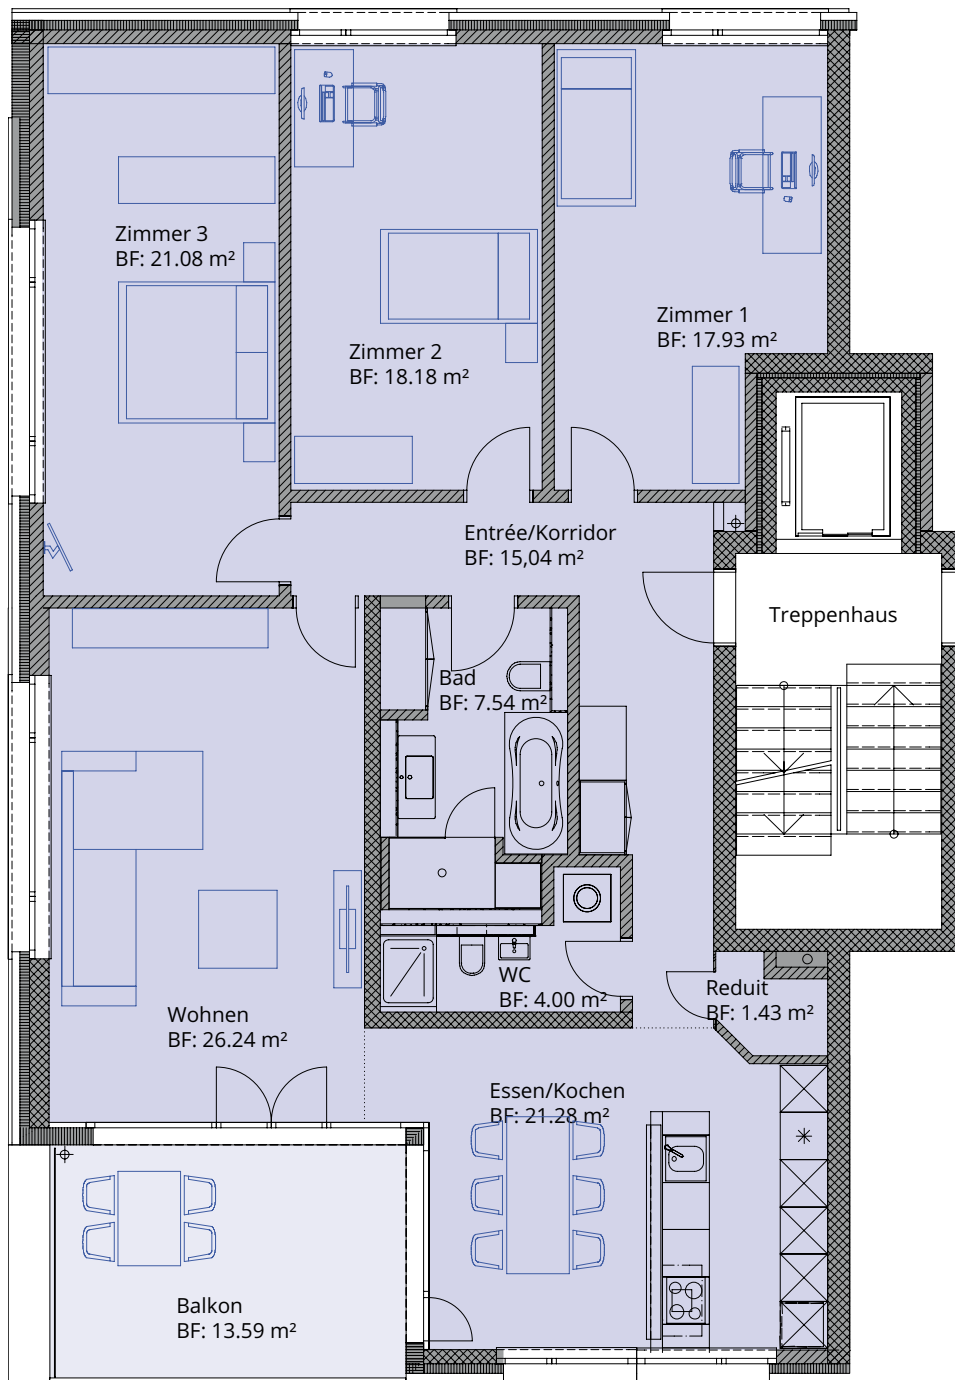 Zimmer 3
BF: 21.08 m²
Zimmer 2
BF: 18.18 m²
Zimmer 1
BF: 17.93 m²
Entrée/Korridor
BF: 15,04 m²
Treppenhaus
Bad
BF: 7.54 m²
WC
BF: 4.00 m²
Reduit
BF: 1.43 m²
Wohnen
BF: 26.24 m²
Essen/Kochen
BF: 21.28 m²
Balkon
BF: 13.59 m²